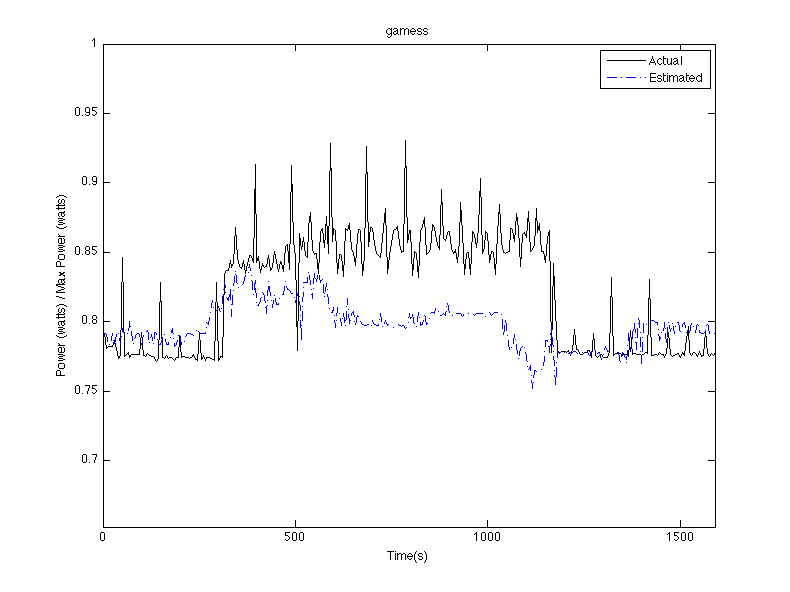 gamess
Actual
Estimated
1
0.95
0.9
0.85
0.8
0.75
0.7
Power (watts) / Max Power (watts)
0
500
1000
1500
Time(s)